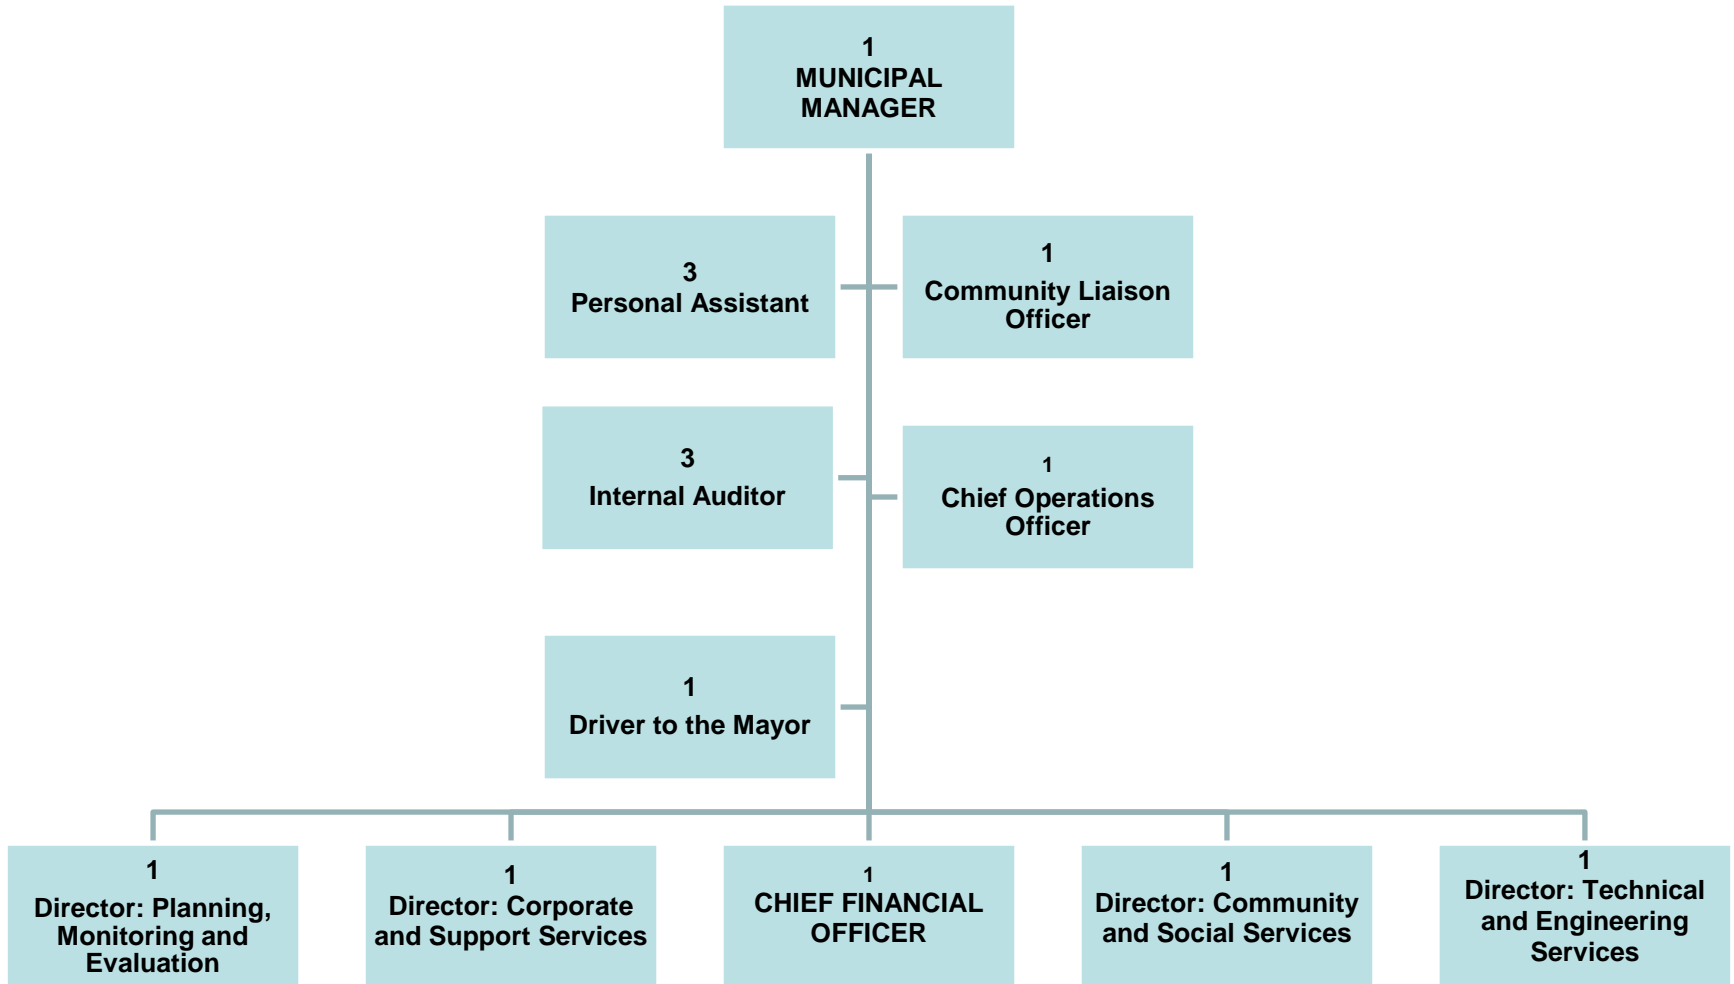 1
MUNICIPAL
MANAGER
3
Personal Assistant
1
Community Liaison
Officer
3
Internal Auditor
1
Chief Operations
Officer
1
Driver to the Mayor
1
Director: Planning,
Monitoring and
Evaluation
1
Director: Corporate
and Support Services
1
CHIEF FINANCIAL
OFFICER
1
Director: Community
and Social Services
1
Director: Technical
and Engineering
Services